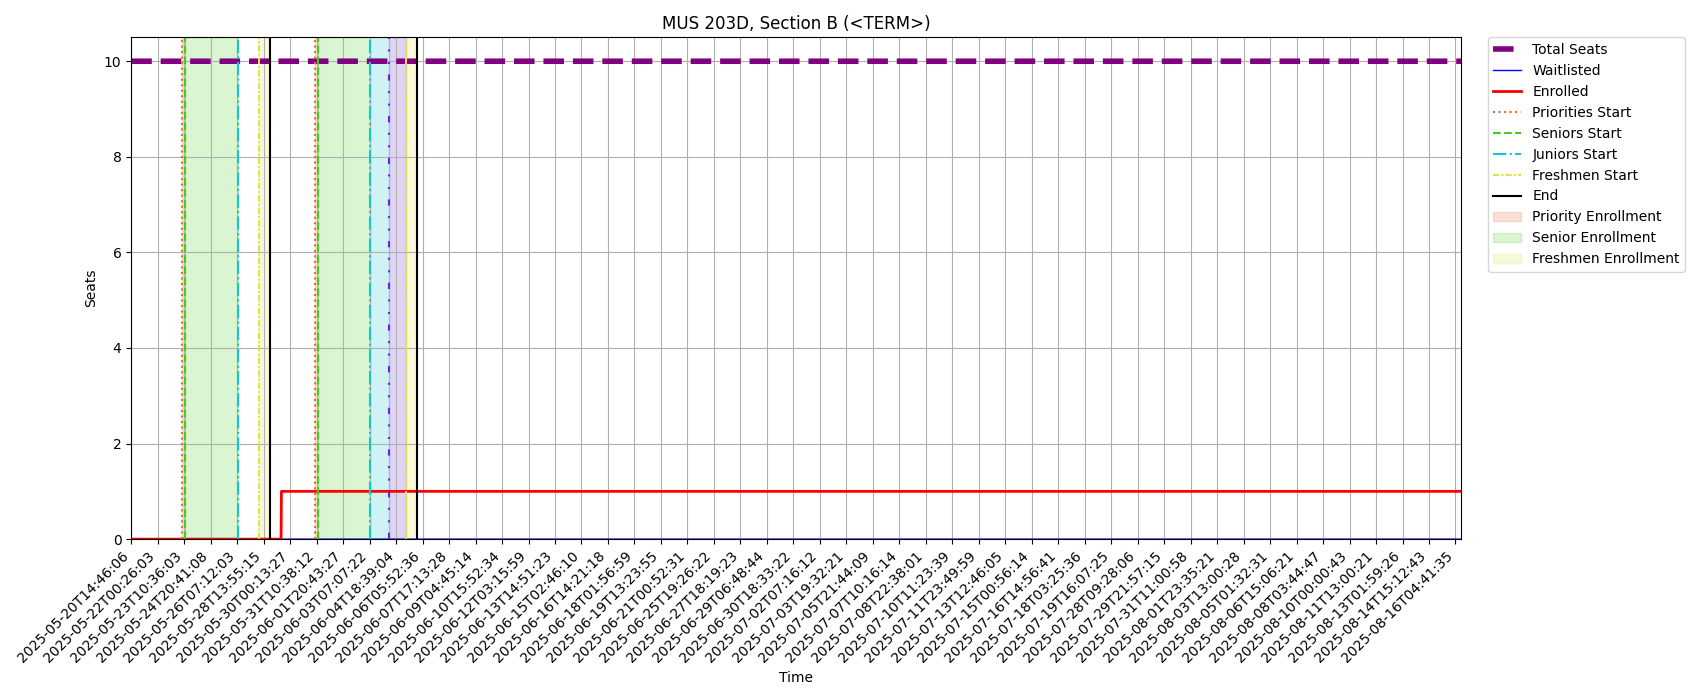 MUS 203D, Section B (<TERM>)
Total Seats
Waitlisted
Enrolled
Priorities Start
Seniors Start
Juniors Start
Freshmen Start
End
Priority Enrollment
Senior Enrollment
Freshmen Enrollment
Seats
10
8
6
4
2
0
2025-05-20T14:46:06
2025-05-22T00:26:03
2025-05-23T10:36:03
2025-05-24T20:41:08
2025-05-26T07:12:03
2025-05-28T13:55:15
2025-05-30T00:13:27
2025-05-31T10:38:12
2025-06-01T20:43:27
2025-06-03T07:07:22
2025-06-04T18:39:04
2025-06-06T05:52:36
2025-06-07T17:13:28
2025-06-09T04:45:14
2025-06-10T15:52:34
2025-06-12T03:15:59
2025-06-13T14:51:23
2025-06-15T02:46:10
2025-06-16T14:21:18
2025-06-18T01:56:59
2025-06-19T13:23:55
2025-06-21T00:52:31
2025-06-25T19:26:22
2025-06-27T18:19:23
2025-06-29T06:48:44
2025-06-30T18:33:22
2025-07-02T07:16:12
2025-07-03T19:32:21
2025-07-05T21:44:09
2025-07-07T10:16:14
2025-07-08T22:38:01
2025-07-10T11:23:39
2025-07-11T23:49:59
2025-07-13T12:46:05
2025-07-15T00:56:14
2025-07-16T14:56:41
2025-07-18T03:25:36
2025-07-19T16:07:25
2025-07-28T09:28:06
2025-07-29T21:57:15
2025-07-31T11:00:58
2025-08-01T23:35:21
2025-08-03T13:00:28
2025-08-05T01:32:31
2025-08-06T15:06:21
2025-08-08T03:44:47
2025-08-10T00:00:43
2025-08-11T13:00:21
2025-08-13T01:59:26
2025-08-14T15:12:43
2025-08-16T04:41:35
Time